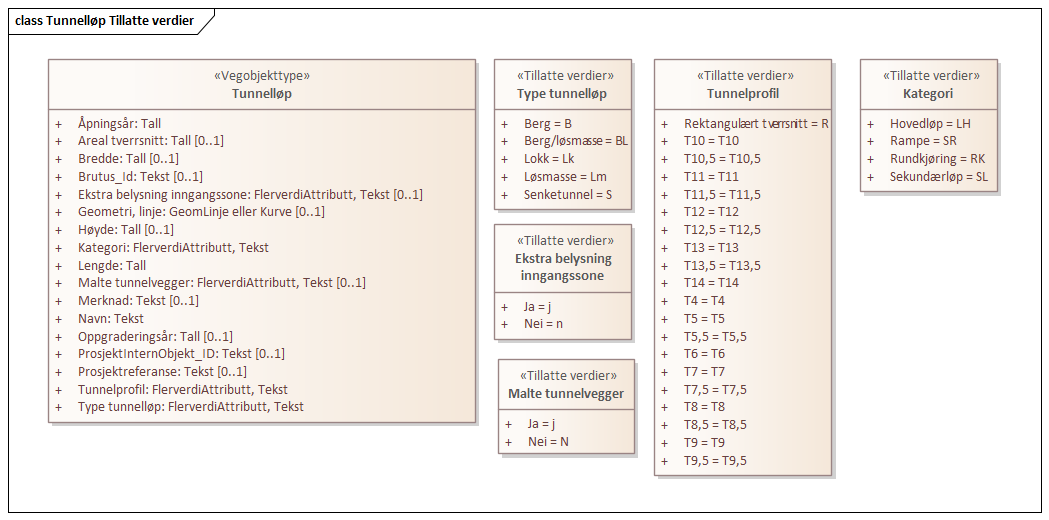 class Tunnelløp Tillatte verdier
«Vegobjekttype»
Tunnelløp
+ Åpningsår: Tall
+ Areal tverrsnitt: Tall [0..1]
+ Bredde: Tall [0..1]
+ Brutus_Id: Tekst [0..1]
+ Ekstra belysning inngangssone: FlerverdiAttributt, Tekst [0..1]
+ Geometri, linje: GeomLinje eller Kurve [0..1]
+ Høyde: Tall [0..1]
+ Kategori: FlerverdiAttributt, Tekst
+ Lengde: Tall
+ Malte tunnelvegger: FlerverdiAttributt, Tekst [0..1]
+ Merknad: Tekst [0..1]
+ Navn: Tekst
+ Oppgraderingsår: Tall [0..1]
+ ProsjektInternObjekt_ID: Tekst [0..1]
+ Prosjektreferanse: Tekst [0..1]
+ Tunnelprofil: FlerverdiAttributt, Tekst
+ Type tunnelløp: FlerverdiAttributt, Tekst
«Tillatte verdier»
Type tunnelløp
+ Berg = B
+ Berg/løsmasse = BL
+ Lokk = Lk
+ Løsmasse = Lm
+ Senketunnel = S
«Tillatte verdier»
Ekstra belysning
inngangssone
+ Ja = j
+ Nei = n
«Tillatte verdier»
Malte tunnelvegger
+ Ja = j
+ Nei = N
«Tillatte verdier»
Tunnelprofil
+ Rektangulært tverrsnitt = R
+ T10 = T10
+ T10,5 = T10,5
+ T11 = T11
+ T11,5 = T11,5
+ T12 = T12
+ T12,5 = T12,5
+ T13 = T13
+ T13,5 = T13,5
+ T14 = T14
+ T4 = T4
+ T5 = T5
+ T5,5 = T5,5
+ T6 = T6
+ T7 = T7
+ T7,5 = T7,5
+ T8 = T8
+ T8,5 = T8,5
+ T9 = T9
+ T9,5 = T9,5
«Tillatte verdier»
Kategori
+ Hovedløp = LH
+ Rampe = SR
+ Rundkjøring = RK
+ Sekundærløp = SL